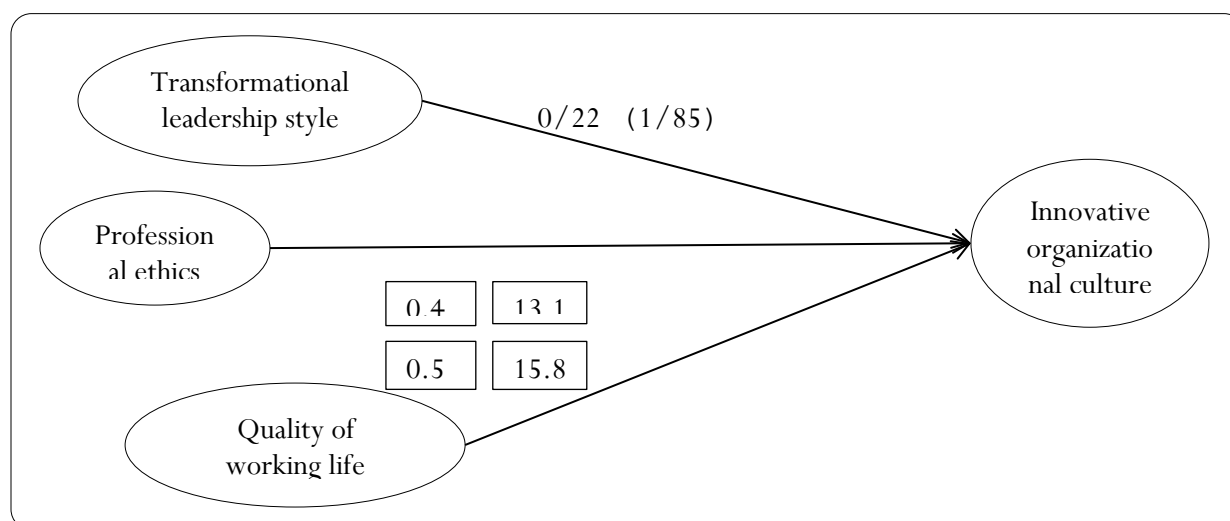 Transformational
leadership style
0/22 (1/85)
Profession
al ethics
Innovative
organizatio
nal culture
0.4 13.1
0.5 15.8
Quality of
working life